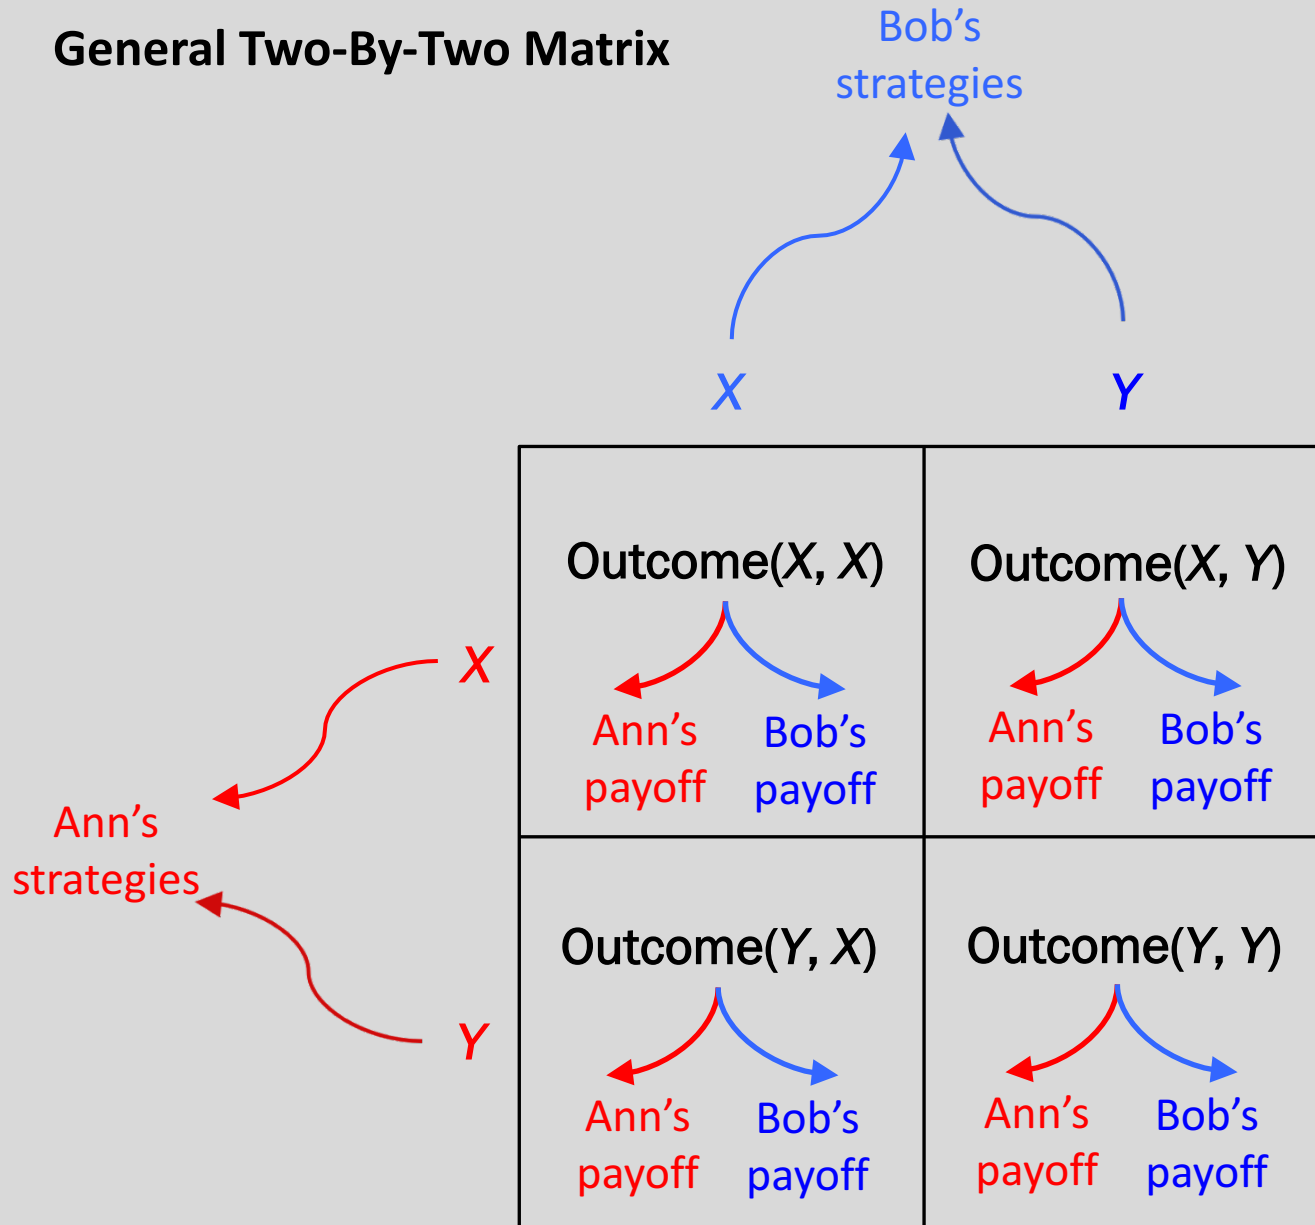 General Two-By-Two Matrix
Bob’s
strategies
X
Y
Outcome(X, X)
Outcome(X, Y)
X
Ann’s
payoff
Bob’s
payoff
Ann’s
payoff
Bob’s
payoff
Ann’s
strategies
Outcome(Y, X)
Outcome(Y, Y)
Y
Ann’s
payoff
Bob’s
payoff
Ann’s
payoff
Bob’s
payoff